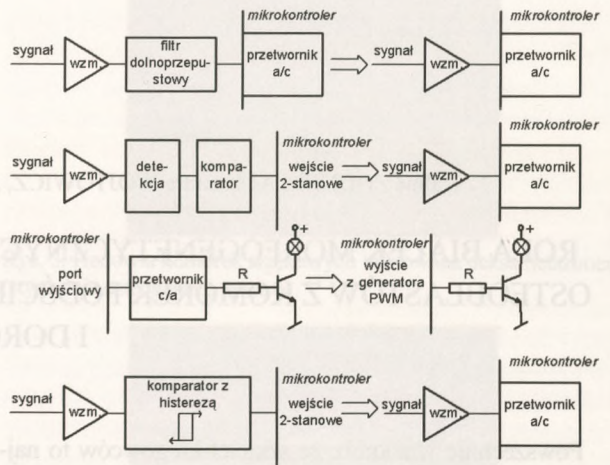 mikrokontroler
mikrokontroler
sygnał
wzm.
filtr
dolnoprzepu-
stowy
przetwornik
a/c
sygnał
wzm.
przetwornik
a/c
mikrokontroler
mikrokontroler
sygnał
wzm.
dete-
kcja
kompa-
rator
wejście
2-stanowe
sygnał
wzm.
przetwornik
a/c
mikrokontroler
port
wyjściowy
przetwornik
c/a
R
+
mikrokontroler
wyjście
z generatora
PWM
R
+
mikrokontroler
mikrokontroler
sygnał
wzm.
komparator z
histerezą
wejście
2-stanowe
sygnał
wzm.
przetwornik
a/c